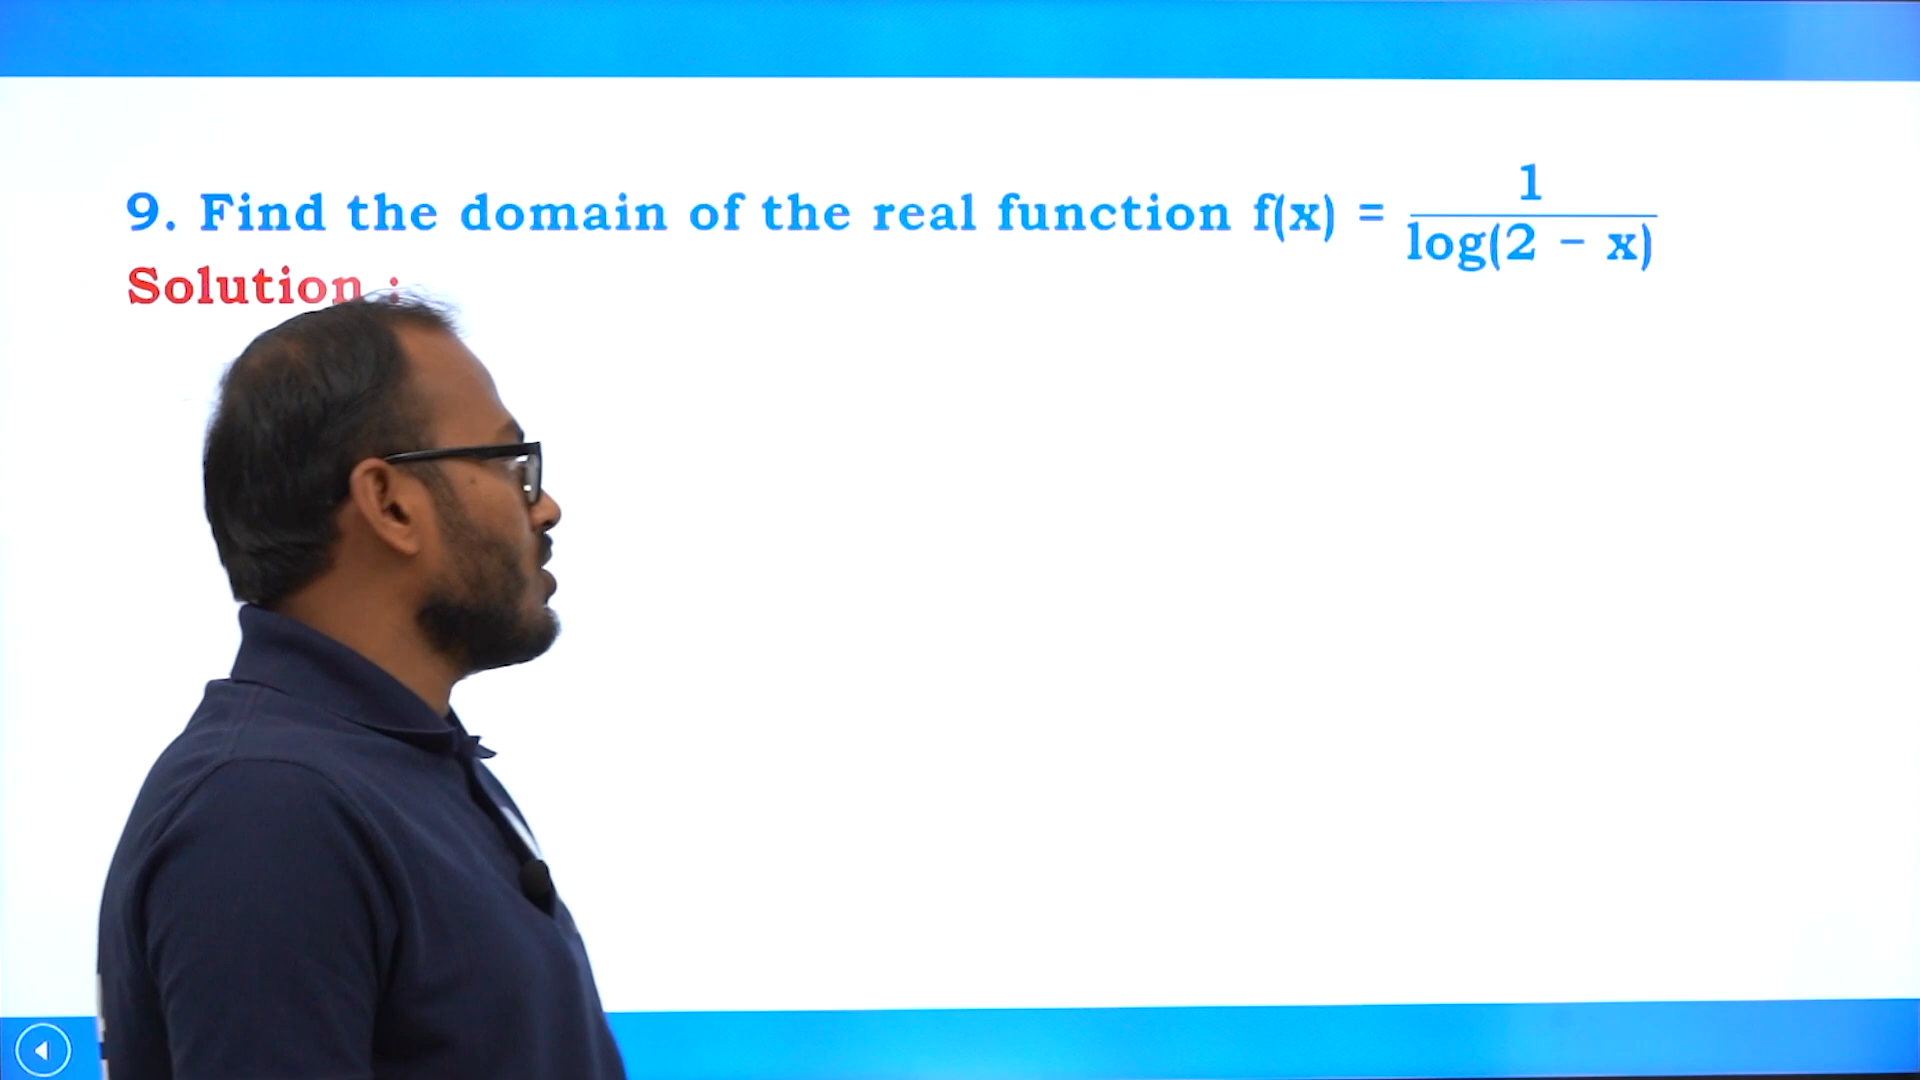 9. Find the domain of the real function f(x) = 1/log(2 − x)
Solution :